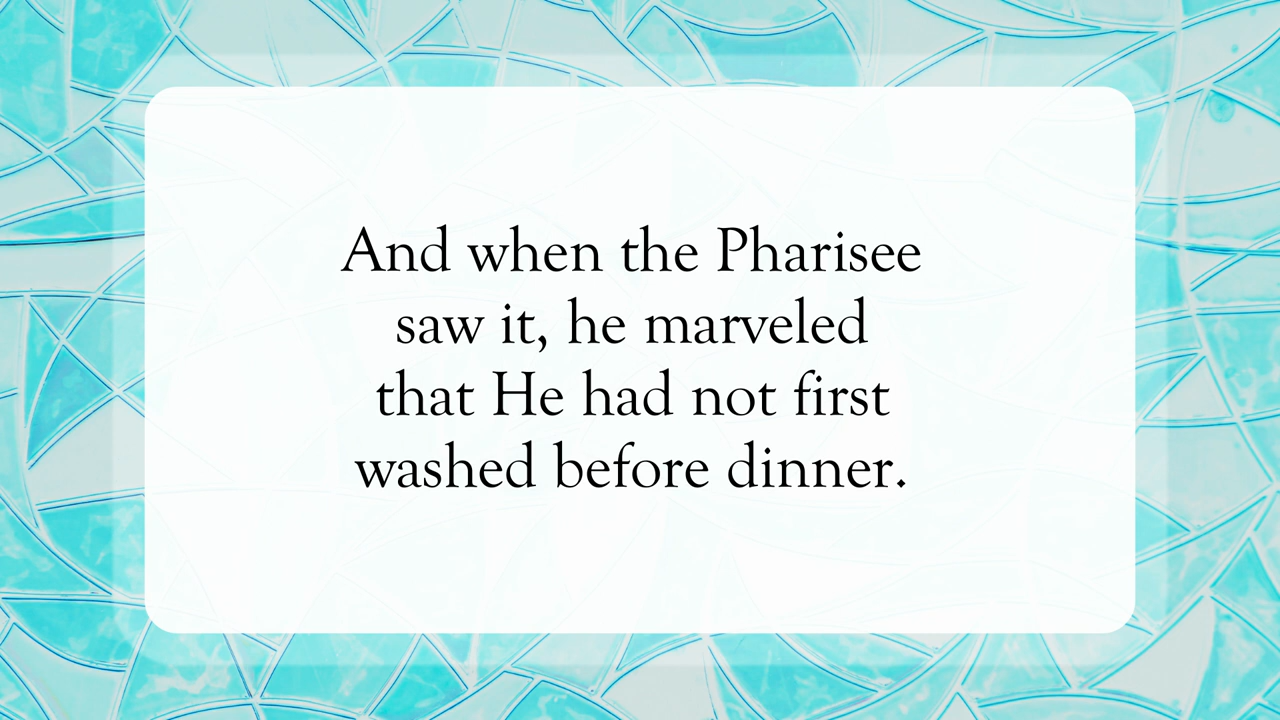 And when the Pharisee
saw it, he marveled
that He had not first
washed before dinner.